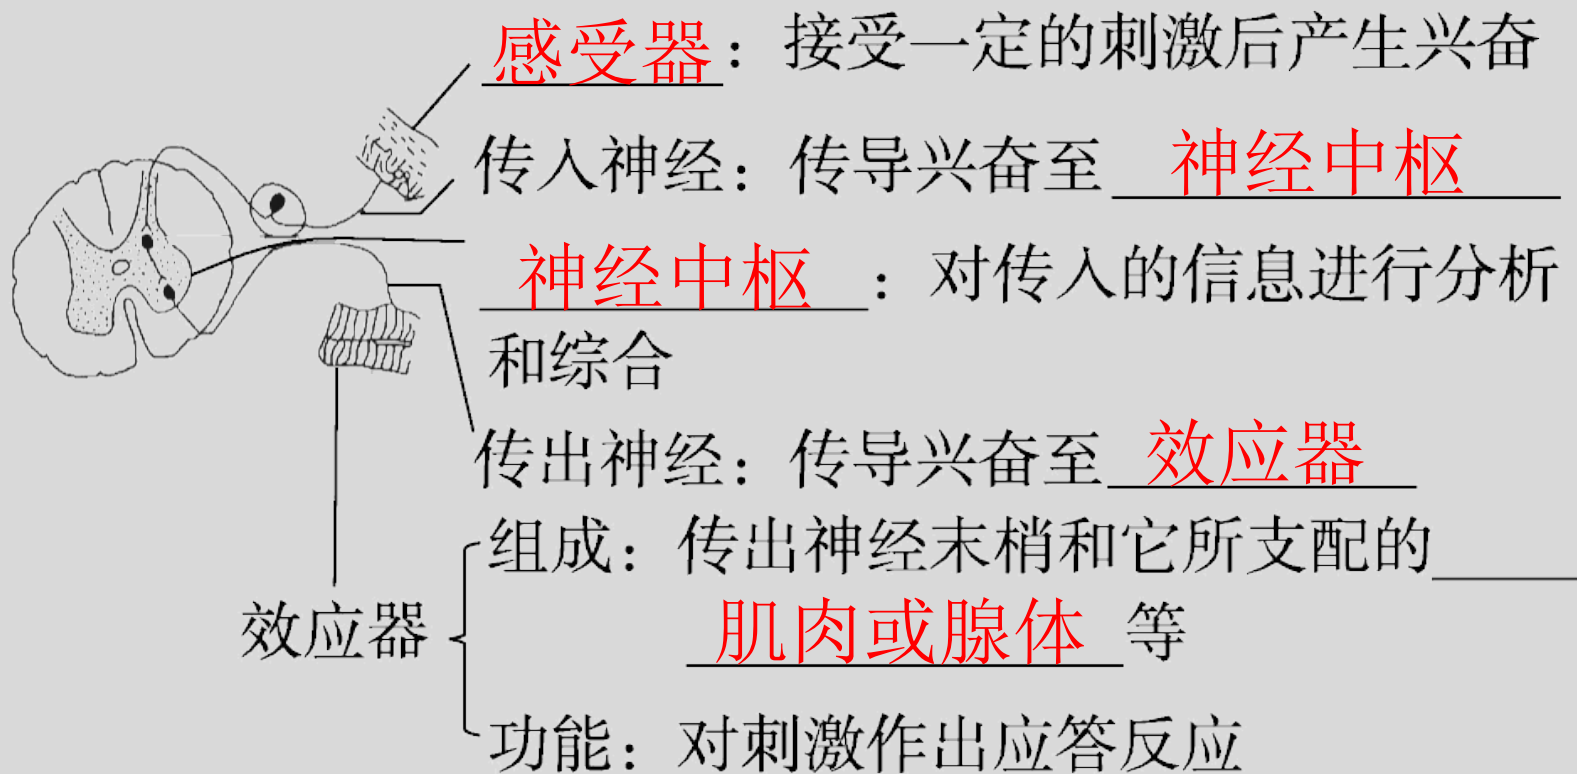 感受器：接受一定的刺激后产生兴奋
传入神经：传导兴奋至 神经中枢
神经中枢：对传入的信息进行分析
和综合
传出神经：传导兴奋至 效应器
组成：传出神经末梢和它所支配的
效应器
肌肉或腺体 等
功能：对刺激作出应答反应